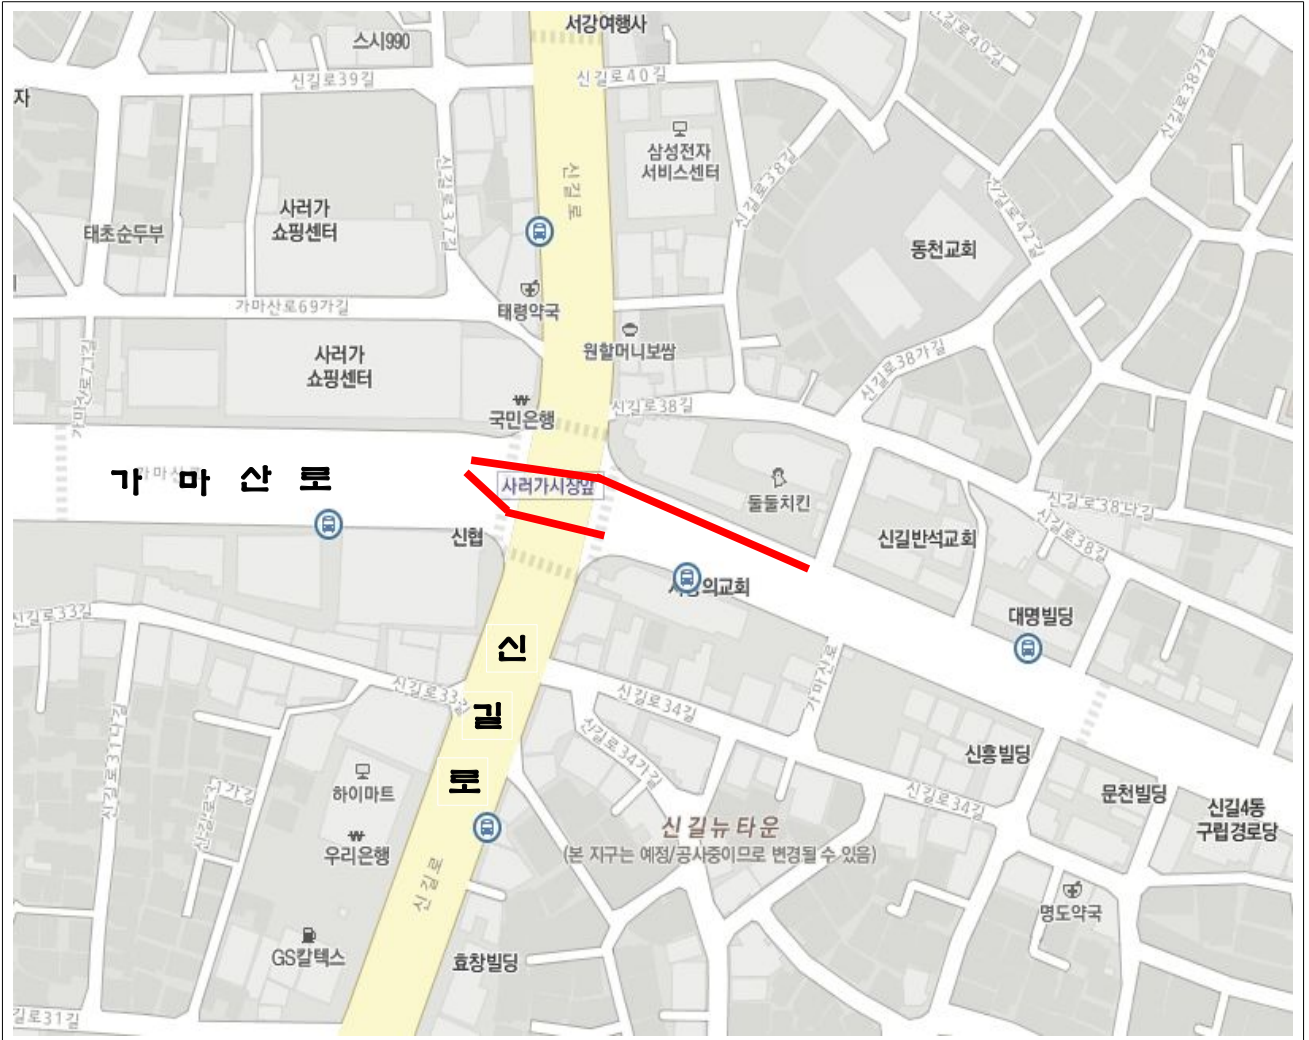 서강여행사
스시990
신길로39길
신길로40길
신길로40길
신길로38가길
자
삼성전자
서비스센터
신길로
신길로38길
신길로37길
신길로42길
사러가
쇼핑센터
태초순두부
동천교회
태령약국
가마산로69가길
원할머니보쌈
사러가
쇼핑센터
가마산로71길
신길로38가길
국민은행
신길로38길
가마산로
가 마 산 로
사러가시장앞
둘둘치킨
신길로38다길
신길로38길
신협
신길반석교회
의교회
대명빌딩
신길로33길
신
신길로33길
신길로34길
가마산로
길
신길로34가길
신길로31다길
신흥빌딩
로
하이마트
신길로34길
문천빌딩
신길4동
구립경로당
신길뉴타운
(본 지구는 예정/공사중이므로 변경될 수 있음)
우리은행
신길로
명도약국
GS칼텍스
효창빌딩
길로31길